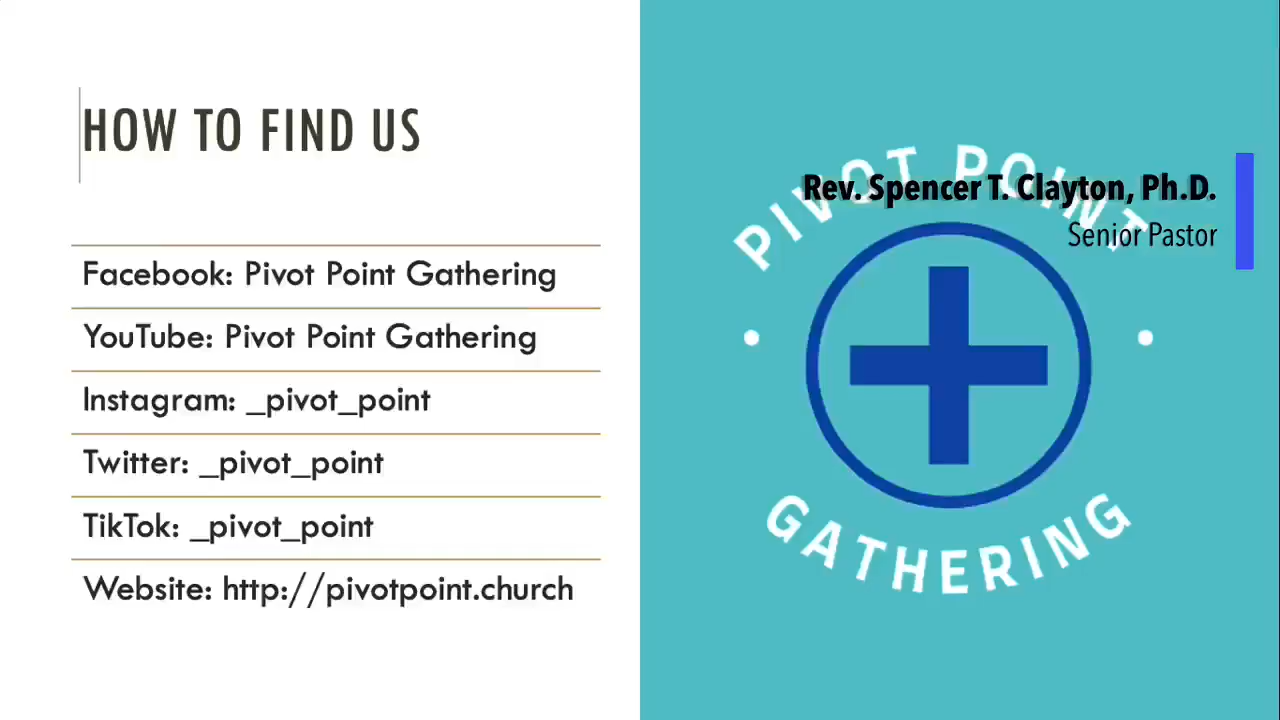 HOW TO FIND US
Facebook: Pivot Point Gathering
YouTube: Pivot Point Gathering
Instagram: _pivot_point
Twitter: _pivot_point
TikTok: _pivot_point
Website: http://pivotpoint.church
PIVOT POINT
Rev. Spencer T. Clayton, Ph.D.
Senior Pastor
GATHERING